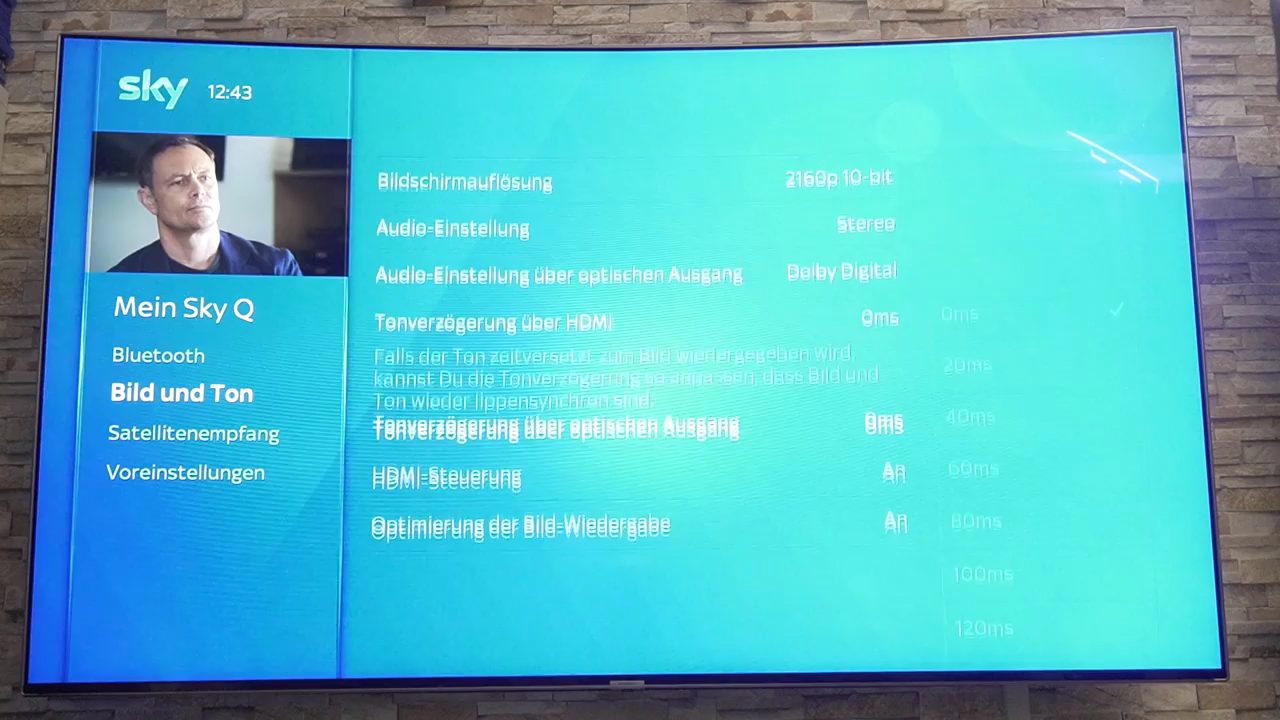 sky 12:43
Mein Sky Q
Bluetooth
Bild und Ton
Satellitenempfang
Voreinstellungen
Bildschirmauflösung 2160p 10-bit
Audio-Einstellung Stereo
Audio-Einstellung über optischen Ausgang Dolby Digital
Tonverzögerung über HDMI 0ms
Falls der Ton zeitversetzt zum Bild wiedergegeben wird,
kannst Du die Tonverzögerung so anpassen, dass Bild und
Ton wieder lippensynchron sind.
Tonverzögerung über optischen Ausgang 0ms
HDMI-Steuerung An
Optimierung der Bild-Wiedergabe An
0ms
20ms
40ms
60ms
80ms
100ms
120ms